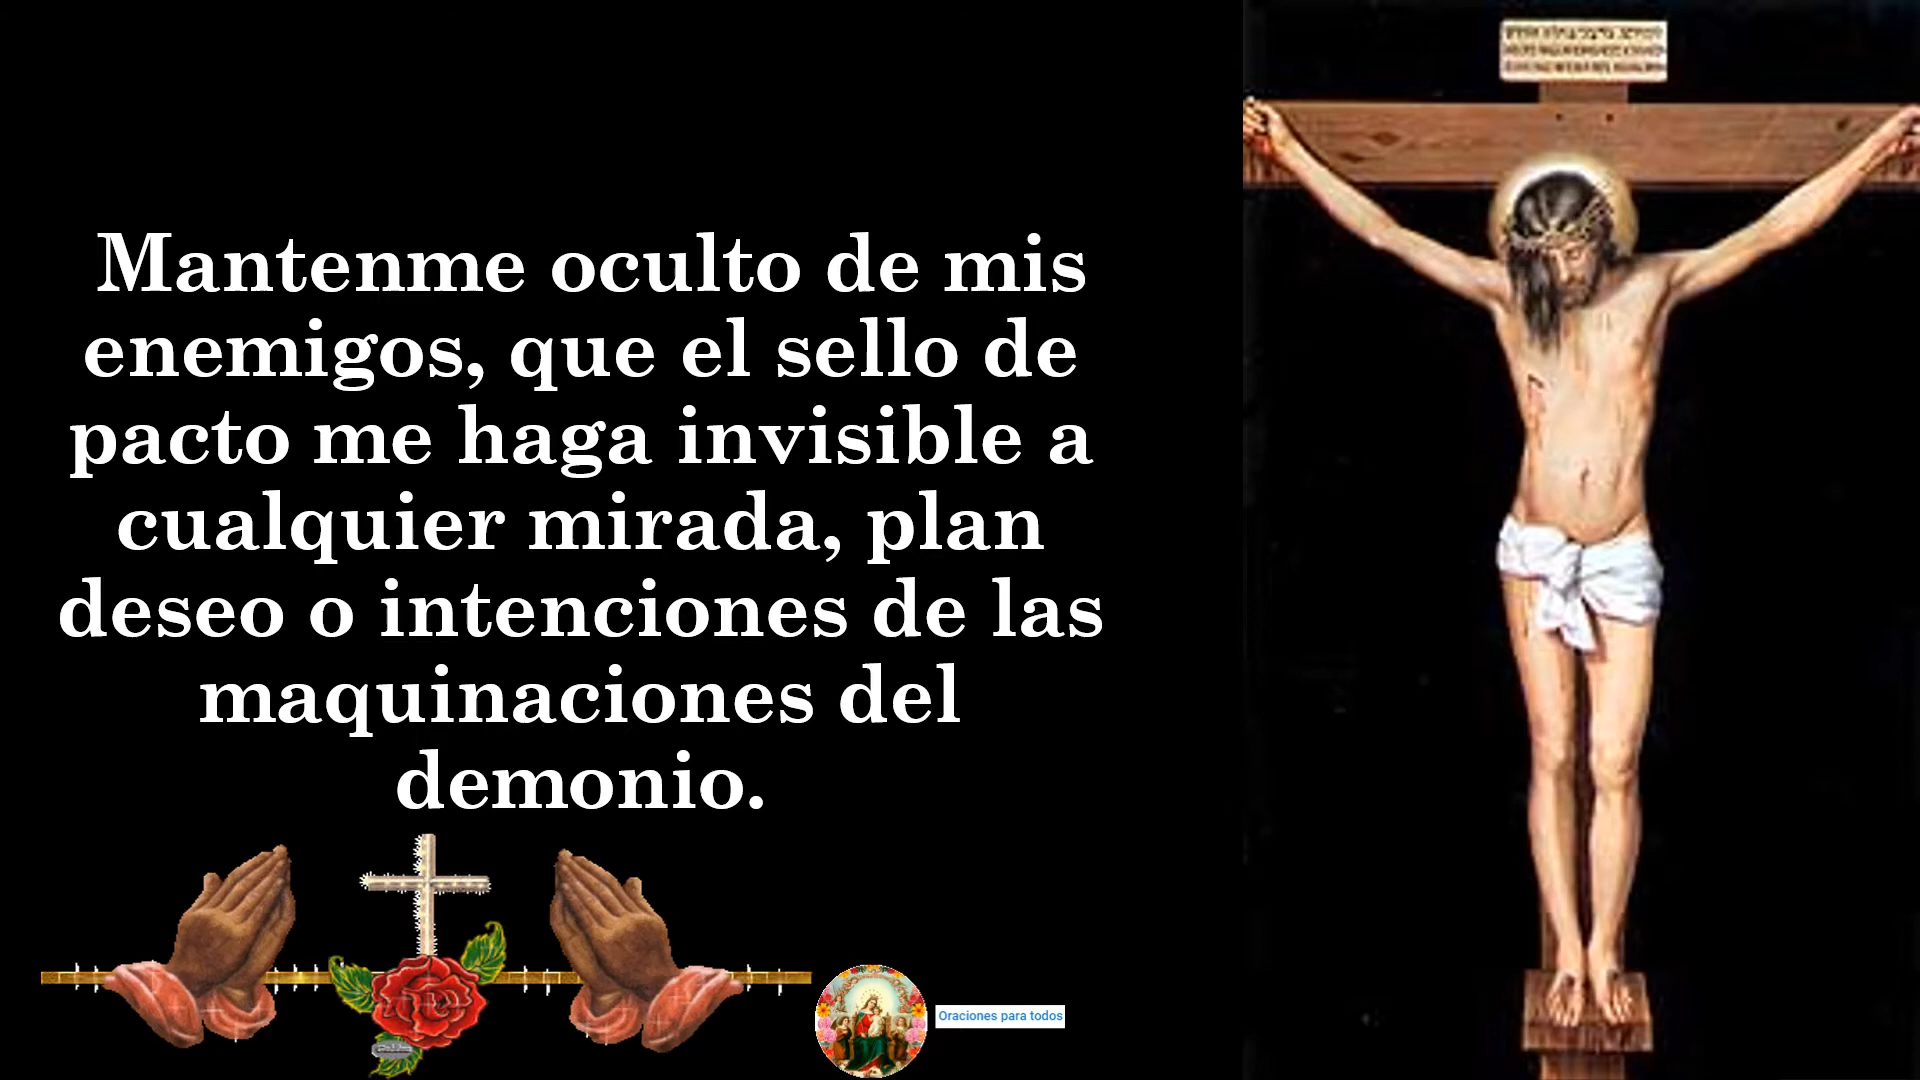 Mantenme oculto de mis
enemigos, que el sello de
pacto me haga invisible a
cualquier mirada, plan
deseo o intenciones de las
maquinaciones del
demonio.
Oraciones para todos